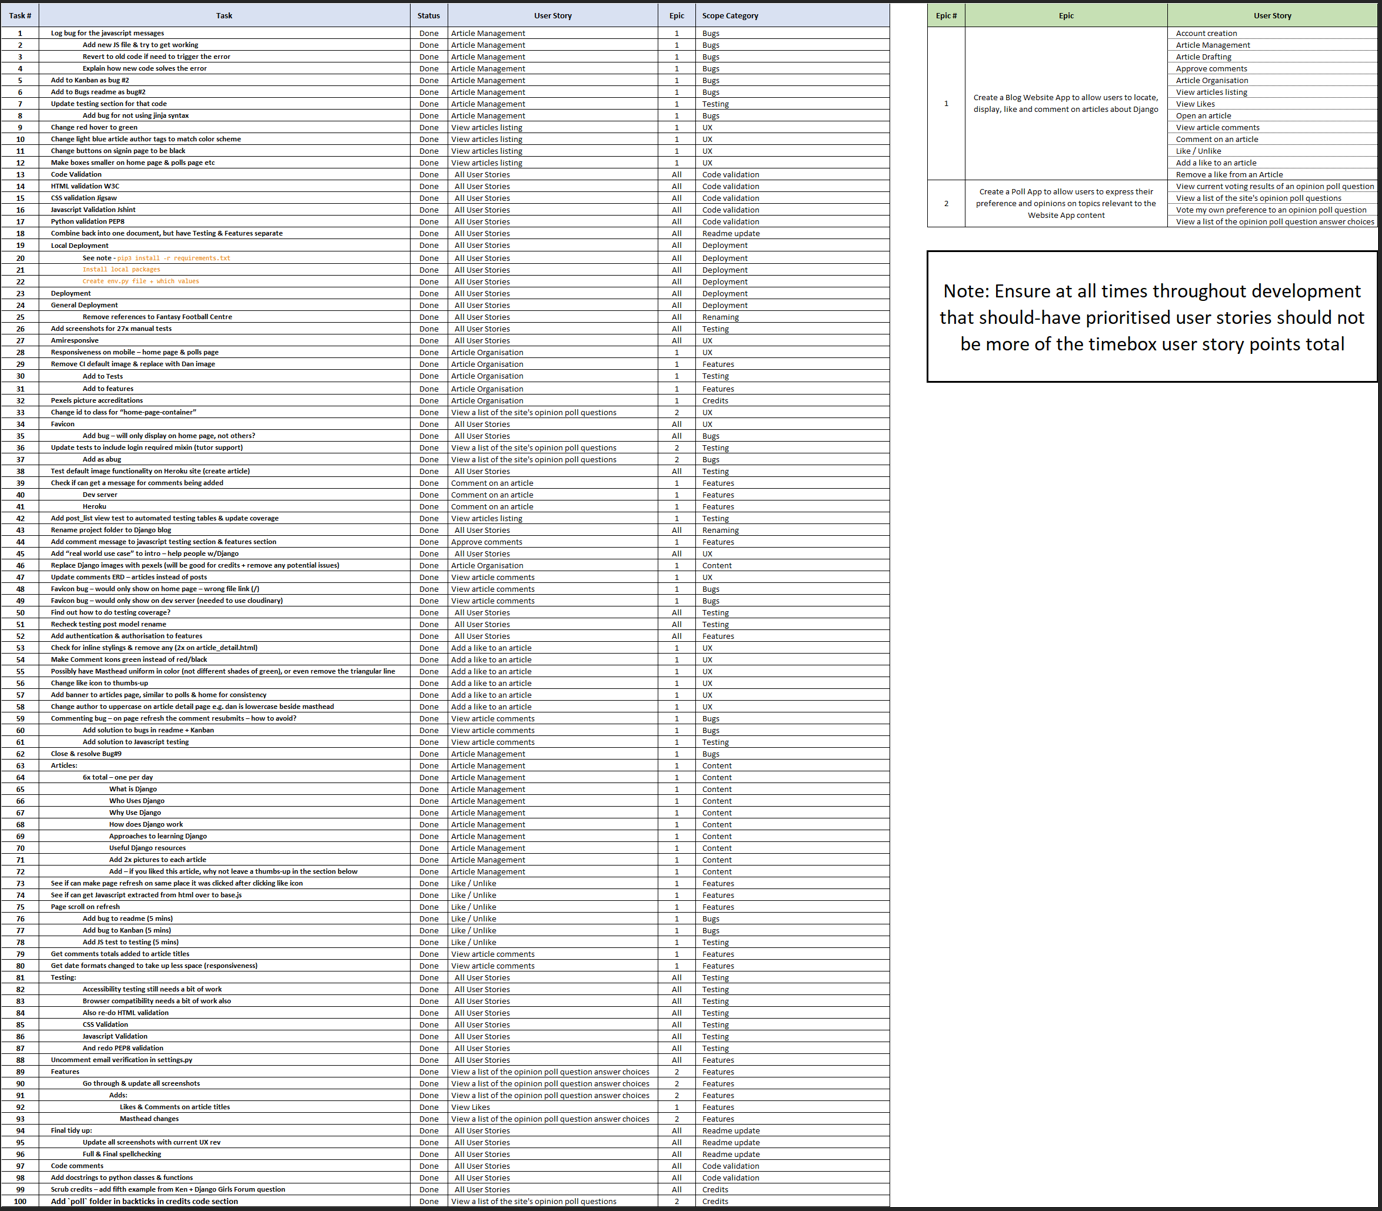 Task # Task Status User Story Epic Scope Category
1 Log bug for the javascript messages Done Article Management 1 Bugs
2 Add new JS file & try to get working Done Article Management 1 Bugs
3 Revert to old code if need to trigger the error Done Article Management 1 Bugs
4 Explain how new code solves the error Done Article Management 1 Bugs
5 Add to Kanban as bug #2 Done Article Management 1 Bugs
6 Add to Bugs readme as bug#2 Done Article Management 1 Bugs
7 Update testing section for that code Done Article Management 1 Testing
8 Add bug for not using jinja syntax Done Article Management 1 Bugs
9 Change red hover to green Done View articles listing 1 UX
10 Change light blue article author tags to match color scheme Done View articles listing 1 UX
11 Change buttons on signin page to be black Done View articles listing 1 UX
12 Make boxes smaller on home page & polls page etc Done View articles listing 1 UX
13 Code Validation Done All User Stories All Code validation
14 HTML validation W3C Done All User Stories All Code validation
15 CSS validation Jigsaw Done All User Stories All Code validation
16 Javascript Validation Jshint Done All User Stories All Code validation
17 Python validation PEP8 Done All User Stories All Code validation
18 Combine back into one document, but have Testing & Features separate Done All User Stories All Readme update
19 Local Deployment Done All User Stories All Deployment
20 See note - pip3 install -r requirements.txt Done All User Stories All Deployment
21 Install local packages Done All User Stories All Deployment
22 Create env.py file + which values Done All User Stories All Deployment
23 Deployment Done All User Stories All Deployment
24 General Deployment Done All User Stories All Deployment
25 Remove references to Fantasy Football Centre Done All User Stories All Renaming
26 Add screenshots for 27x manual tests Done All User Stories All Testing
27 Amiresponsive Done All User Stories All UX
28 Responsiveness on mobile – home page & polls page Done Article Organisation 1 UX
29 Remove CI default image & replace with Dan image Done Article Organisation 1 Features
30 Add to Tests Done Article Organisation 1 Testing
31 Add to features Done Article Organisation 1 Features
32 Pexels picture accreditations Done Article Organisation 1 Credits
33 Change id to class for “home-page-container” Done View a list of the site's opinion poll questions 2 UX
34 Favicon Done All User Stories All UX
35 Add bug – will only display on home page, not others? Done All User Stories All Bugs
36 Update tests to include login required mixin (tutor support) Done View a list of the site's opinion poll questions 2 Testing
37 Add as abug Done View a list of the site's opinion poll questions 2 Bugs
38 Test default image functionality on Heroku site (create article) Done All User Stories All Testing
39 Check if can get a message for comments being added Done Comment on an article 1 Features
40 Dev server Done Comment on an article 1 Features
41 Heroku Done Comment on an article 1 Features
42 Add post_list view test to automated testing tables & update coverage Done View articles listing 1 Testing
43 Rename project folder to Django blog Done All User Stories All Renaming
44 Add comment message to javascript testing section & features section Done Approve comments 1 Features
45 Add “real world use case” to intro – help people w/Django Done All User Stories All UX
46 Replace Django images with pexels (will be good for credits + remove any potential issues) Done Article Organisation 1 Content
47 Update comments ERD – articles instead of posts Done View article comments 1 UX
48 Favicon bug – would only show on home page – wrong file link (/) Done View article comments 1 Bugs
49 Favicon bug – would only show on dev server (needed to use cloudinary) Done View article comments 1 Bugs
50 Find out how to do testing coverage? Done All User Stories All Testing
51 Recheck testing post model rename Done All User Stories All Testing
52 Add authentication & authorisation to features Done All User Stories All Features
53 Check for inline stylings & remove any (2x on article_detail.html) Done Add a like to an article 1 UX
54 Make Comment Icons green instead of red/black Done Add a like to an article 1 UX
55 Possibly have Masthead uniform in color (not different shades of green), or even remove the triangular line Done Add a like to an article 1 UX
56 Change like icon to thumbs-up Done Add a like to an article 1 UX
57 Add banner to articles page, similar to polls & home for consistency Done Add a like to an article 1 UX
58 Change author to uppercase on article detail page e.g. dan is lowercase beside masthead Done Add a like to an article 1 UX
59 Commenting bug – on page refresh the comment resubmits – how to avoid? Done View article comments 1 Bugs
60 Add solution to bugs in readme + Kanban Done View article comments 1 Bugs
61 Add solution to Javascript testing Done View article comments 1 Testing
62 Close & resolve Bug#9 Done Article Management 1 Bugs
63 Articles: Done Article Management 1 Content
64 6x total – one per day Done Article Management 1 Content
65 What is Django Done Article Management 1 Content
66 Who Uses Django Done Article Management 1 Content
67 Why Use Django Done Article Management 1 Content
68 How does Django work Done Article Management 1 Content
69 Approaches to learning Django Done Article Management 1 Content
70 Useful Django resources Done Article Management 1 Content
71 Add 2x pictures to each article Done Article Management 1 Content
72 Add – if you liked this article, why not leave a thumbs-up in the section below Done Article Management 1 Content
73 See if can make page refresh on same place it was clicked after clicking like icon Done Like / Unlike 1 Features
74 See if can get Javascript extracted from html over to base.js Done Like / Unlike 1 Features
75 Page scroll on refresh Done Like / Unlike 1 Features
76 Add bug to readme (5 mins) Done Like / Unlike 1 Bugs
77 Add bug to Kanban (5 mins) Done Like / Unlike 1 Bugs
78 Add JS test to testing (5 mins) Done Like / Unlike 1 Testing
79 Get comments totals added to article titles Done View article comments 1 Features
80 Get date formats changed to take up less space (responsiveness) Done View article comments 1 Features
81 Testing: Done All User Stories All Testing
82 Accessibility testing still needs a bit of work Done All User Stories All Testing
83 Browser compatibility needs a bit of work also Done All User Stories All Testing
84 Also re-do HTML validation Done All User Stories All Testing
85 CSS Validation Done All User Stories All Testing
86 Javascript Validation Done All User Stories All Testing
87 And redo PEP8 validation Done All User Stories All Testing
88 Uncomment email verification in settings.py Done All User Stories All Features
89 Features Done View a list of the opinion poll question answer choices 2 Features
90 Go through & update all screenshots Done View a list of the opinion poll question answer choices 2 Features
91 Adds: Done View a list of the opinion poll question answer choices 2 Features
92 Likes & Comments on article titles Done View Likes 1 Features
93 Masthead changes Done View a list of the opinion poll question answer choices 2 Features
94 Final tidy up: Done All User Stories All Readme update
95 Update all screenshots with current UX rev Done All User Stories All Readme update
96 Full & Final spellchecking Done All User Stories All Readme update
97 Code comments Done All User Stories All Code validation
98 Add docstrings to python classes & functions Done All User Stories All Code validation
99 Scrub credits – add fifth example from Ken + Django Girls Forum question Done All User Stories All Credits
100 Add `poll` folder in backticks in credits code section Done View a list of the site's opinion poll questions 2 Credits
Epic # Epic User Story
1
Create a Blog Website App to allow users to locate,
display, like and comment on articles about Django
Account creation
Article Management
Article Drafting
Approve comments
Article Organisation
View articles listing
View Likes
Open an article
View article comments
Comment on an article
Like / Unlike
Add a like to an article
Remove a like from an Article
2
Create a Poll App to allow users to express their
preference and opinions on topics relevant to the
Website App content
View current voting results of an opinion poll question
View a list of the site's opinion poll questions
Vote my own preference to an opinion poll question
View a list of the opinion poll question answer choices
Note: Ensure at all times throughout development
that should-have prioritised user stories should not
be more of the timebox user story points total